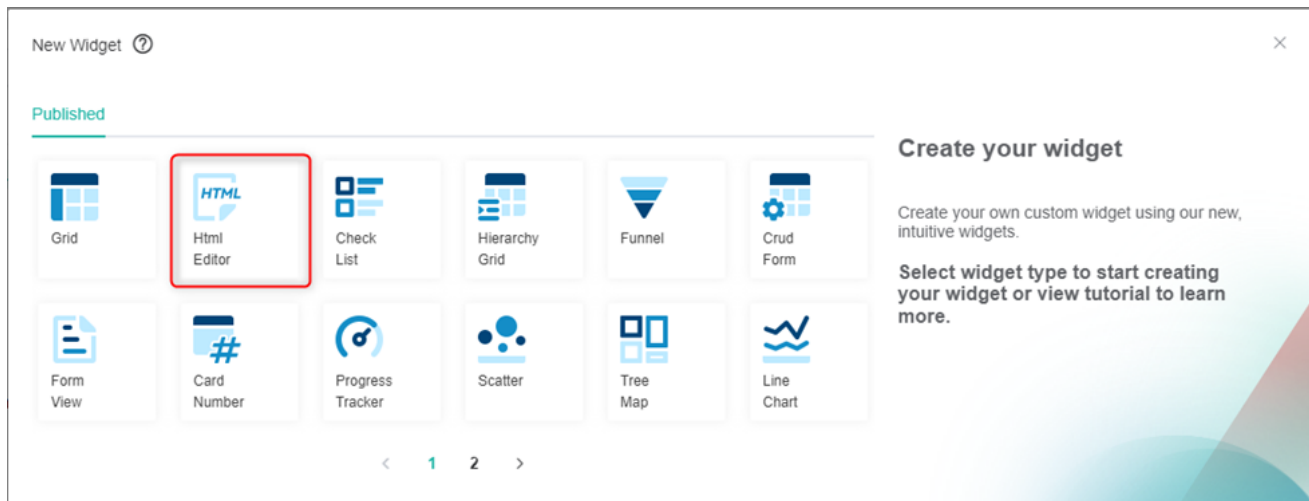 New Widget ?
×
Published
Grid
HTML
Html
Editor
Check
List
Hierarchy
Grid
Funnel
Crud
Form
Form
View
#
Card
Number
Progress
Tracker
Scatter
Tree
Map
Line
Chart
< 1 2 >
Create your widget
Create your own custom widget using our new,
intuitive widgets.
Select widget type to start creating
your widget or view tutorial to learn
more.